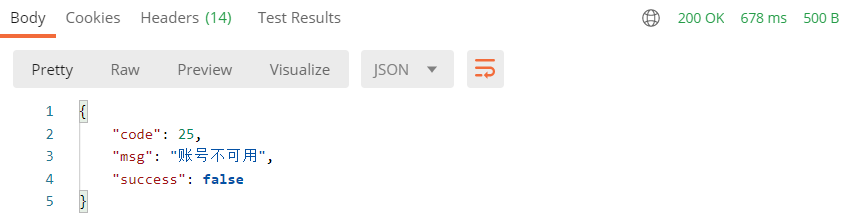 Body Cookies Headers (14) Test Results 200 OK 678 ms 500 B
Pretty Raw Preview Visualize JSON
1 {
2 "code": 25,
3 "msg": "账号不可用",
4 "success": false
5 }